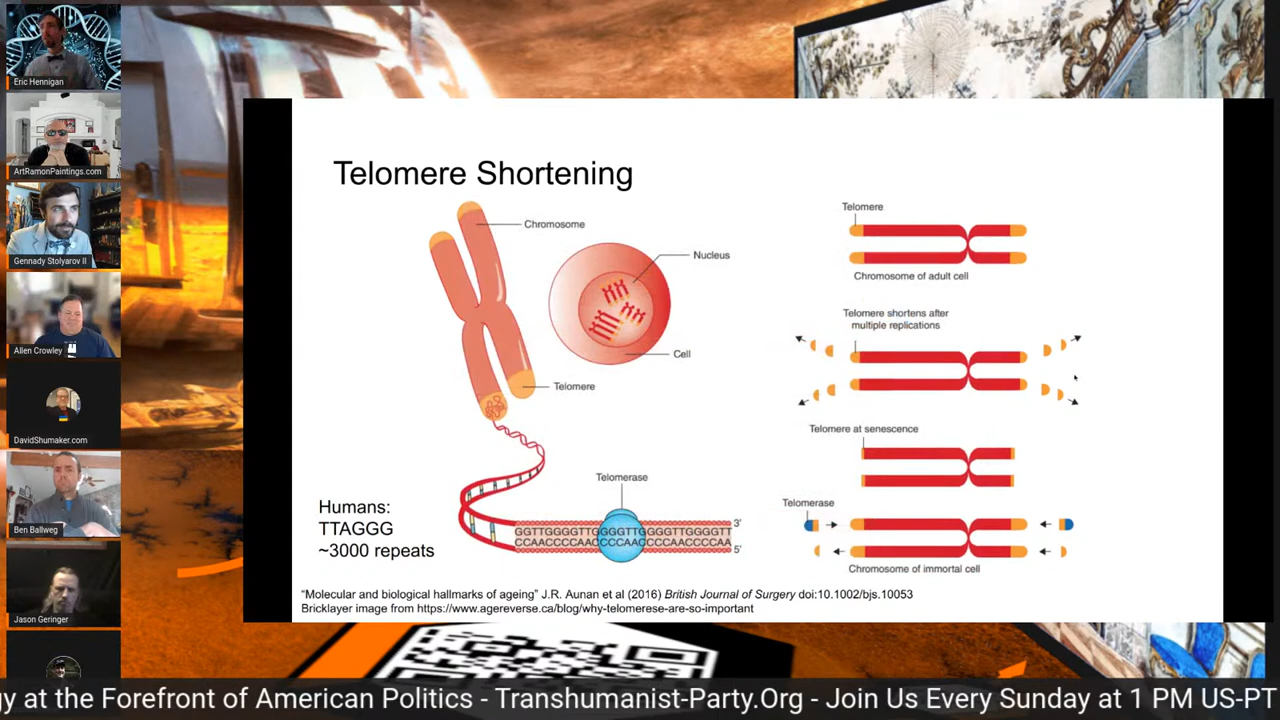 Eric Hennigan
ArtRamonPaintings.com
Gennady Stolyarov II
Allen Crowley
DavidShumaker.com
Ben Ballweg
Jason Geringer
Telomere Shortening
Chromosome
Nucleus
Cell
Telomere
Humans:
TTAGGG
~3000 repeats
Telomerase
GGTTGGGGTTGGGGTTGGGGTTGGGGTT
CCAACCCCAACCCCAACCCCAACCCCAA
3'
5'
Telomere
Chromosome of adult cell
Telomere shortens after
multiple replications
Telomere at senescence
Telomerase
Chromosome of immortal cell
“Molecular and biological hallmarks of ageing” J.R. Aunan et al (2016) British Journal of Surgery doi:10.1002/bjs.10053
Bricklayer image from https://www.agereverse.ca/blog/why-telomerese-are-so-important
gy at the Forefront of American Politics - Transhumanist-Party.Org - Join Us Every Sunday at 1 PM US-PT